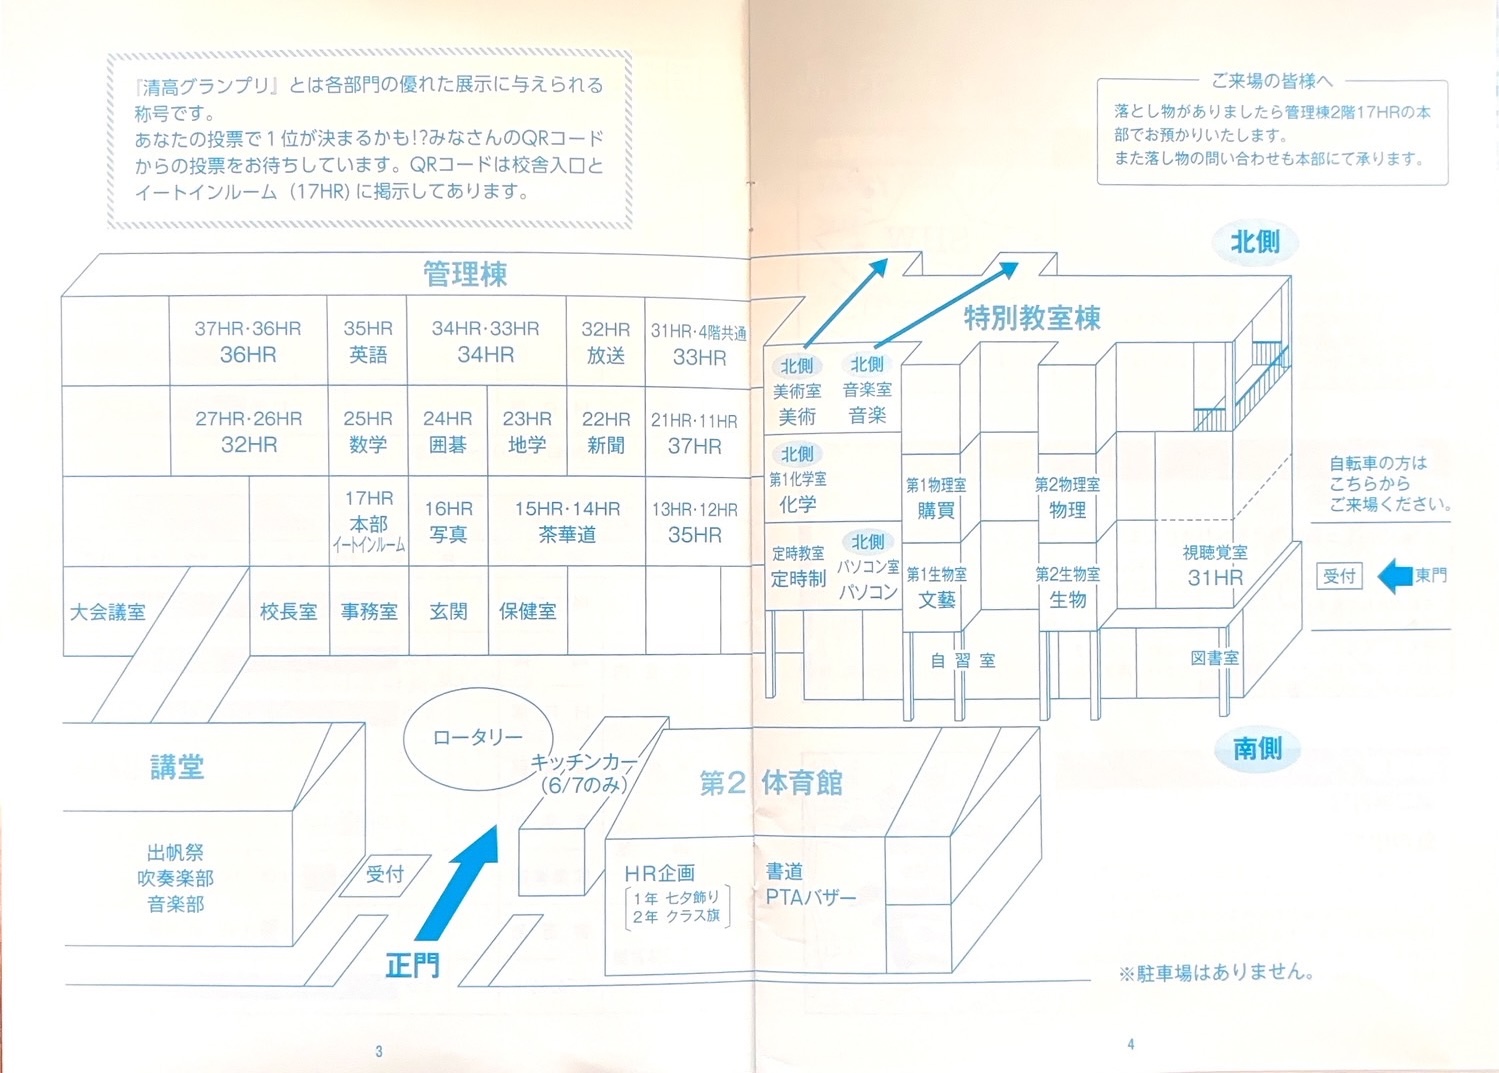 『清高グランプリ』とは各部門の優れた展示に与えられる
称号です。
あなたの投票で１位が決まるかも!?みなさんのQRコード
からの投票をお待ちしています。QRコードは校舎入口と
イートインルーム（17HR)に掲示してあります。
ご来場の皆様へ
落とし物がありましたら管理棟2階17HRの本
部でお預かりいたします。
また落し物の問い合わせも本部にて承ります。
北側
管理棟
37HR･36HR
36HR
35HR
英語
34HR･33HR
34HR
32HR
放送
31HR･4階共通
33HR
27HR･26HR
32HR
25HR
数学
24HR
囲碁
23HR
地学
22HR
新聞
21HR･11HR
37HR
17HR
本部
イートインルーム
16HR
写真
15HR･14HR
茶華道
13HR･12HR
35HR
大会議室
校長室
事務室
玄関
保健室
特別教室棟
北側
美術室
美術
北側
音楽室
音楽
北側
第1化学室
化学
第1物理室
購買
第2物理室
物理
定時教室
定時制
北側
パソコン室
パソコン
第1生物室
文藝
第2生物室
生物
視聴覚室
31HR
自習室
図書室
自転車の方は
こちらから
ご来場ください。
受付
東門
南側
講堂
出帆祭
吹奏楽部
音楽部
ロータリー
キッチンカー
(6/7のみ)
受付
正門
第2 体育館
HR企画
1年 七夕飾り
2年 クラス旗
書道
PTAバザー
※駐車場はありません。
3
4